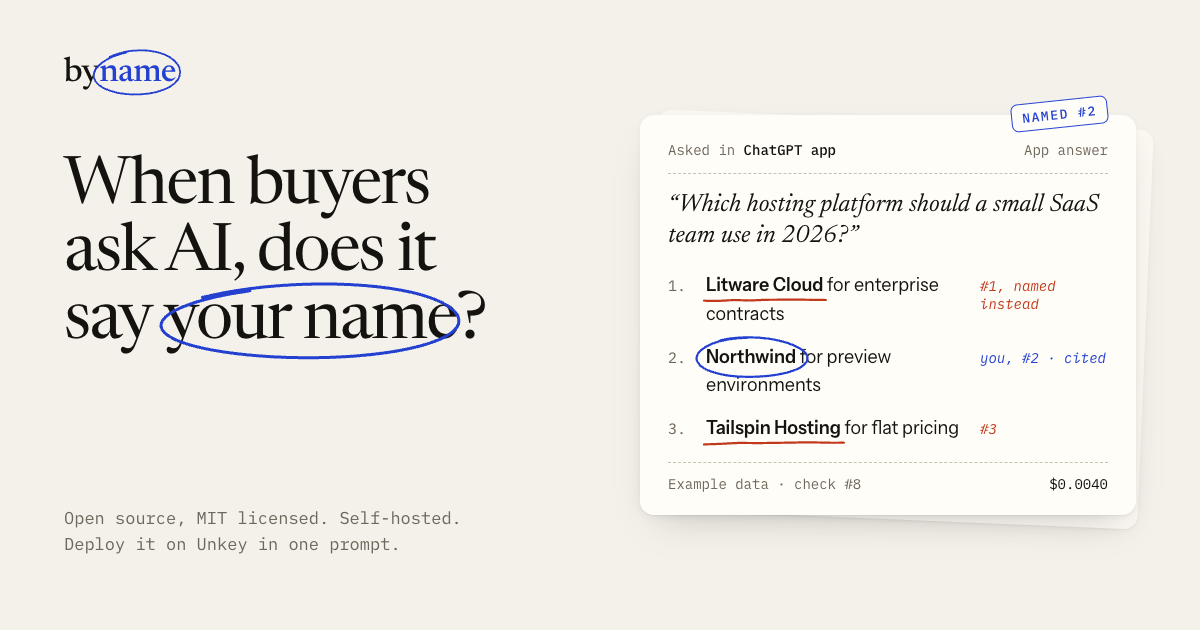 byname
When buyers
ask AI, does it
say your name?
Open source, MIT licensed. Self-hosted.
Deploy it on Unkey in one prompt.
NAMED #2
Asked in ChatGPT app
App answer
“Which hosting platform should a small SaaS
team use in 2026?”
1. Litware Cloud for enterprise
contracts
#1, named
instead
2. Northwind for preview
environments
you, #2 · cited
3. Tailspin Hosting for flat pricing
#3
Example data · check #8
$0.0040